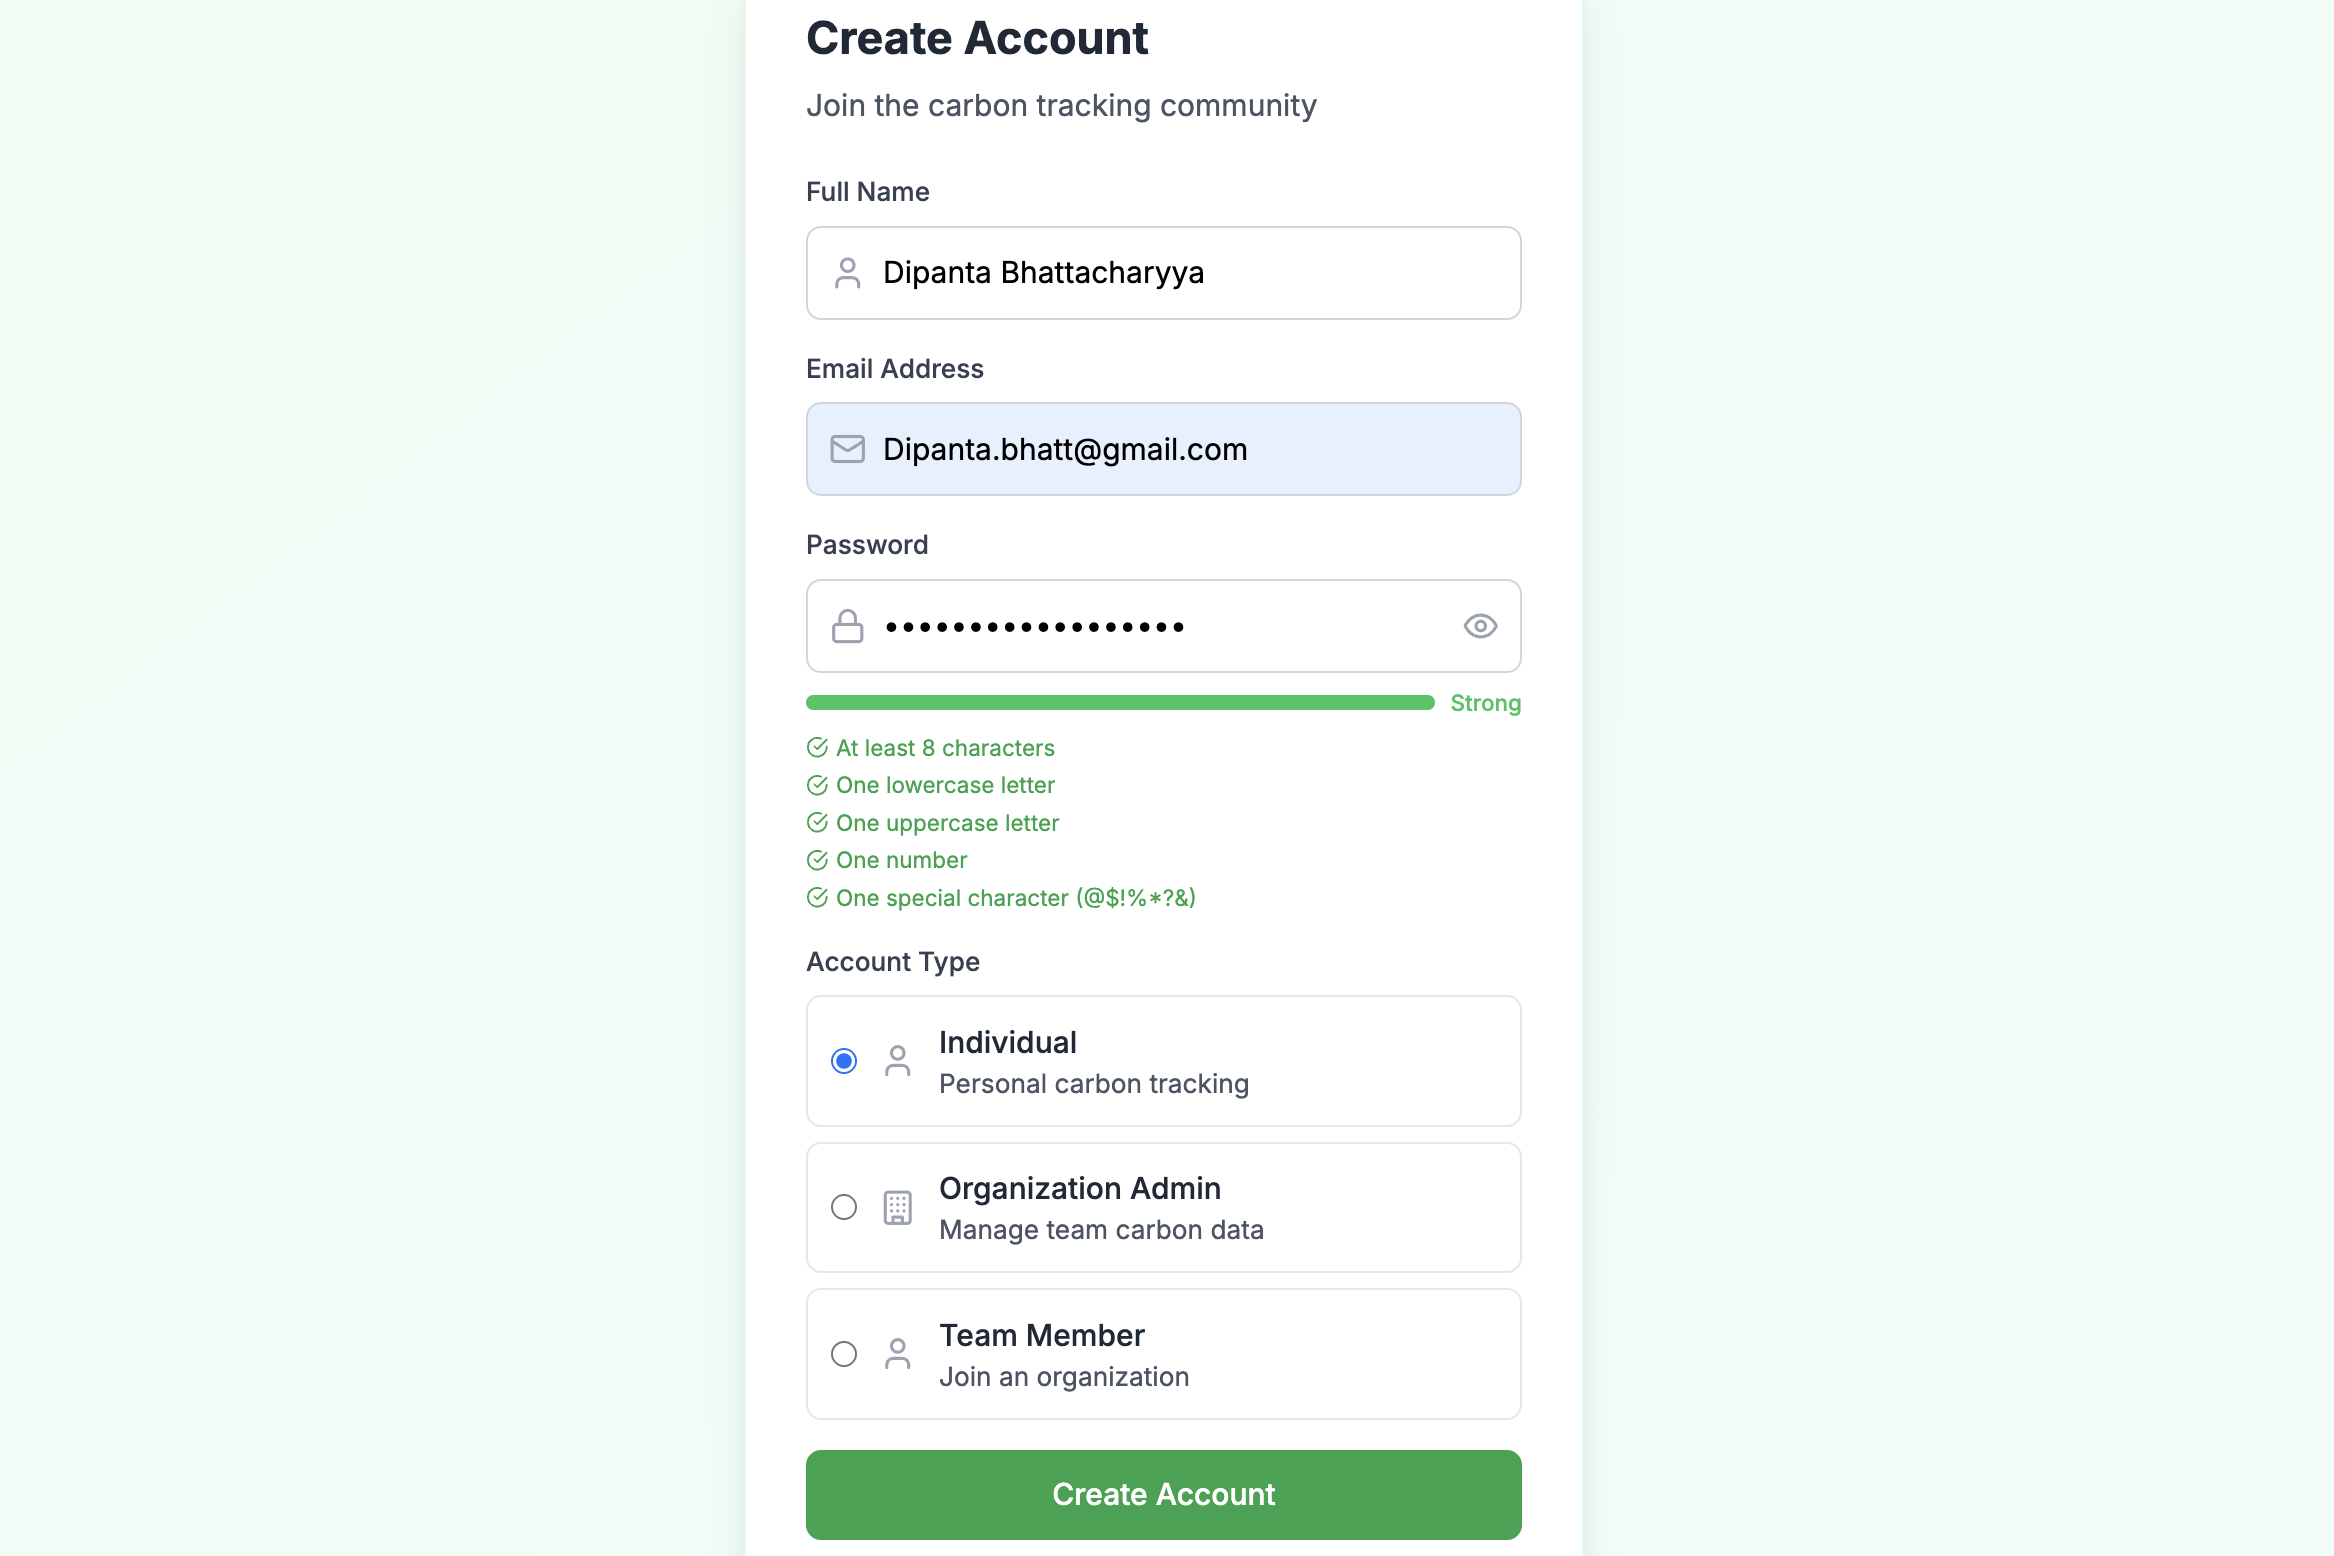 Create Account
Join the carbon tracking community
Full Name
Dipanta Bhattacharyya
Email Address
Dipanta.bhatt@gmail.com
Password
••••••••••••••••••
Strong
At least 8 characters
One lowercase letter
One uppercase letter
One number
One special character (@$!%*?&)
Account Type
Individual
Personal carbon tracking
Organization Admin
Manage team carbon data
Team Member
Join an organization
Create Account